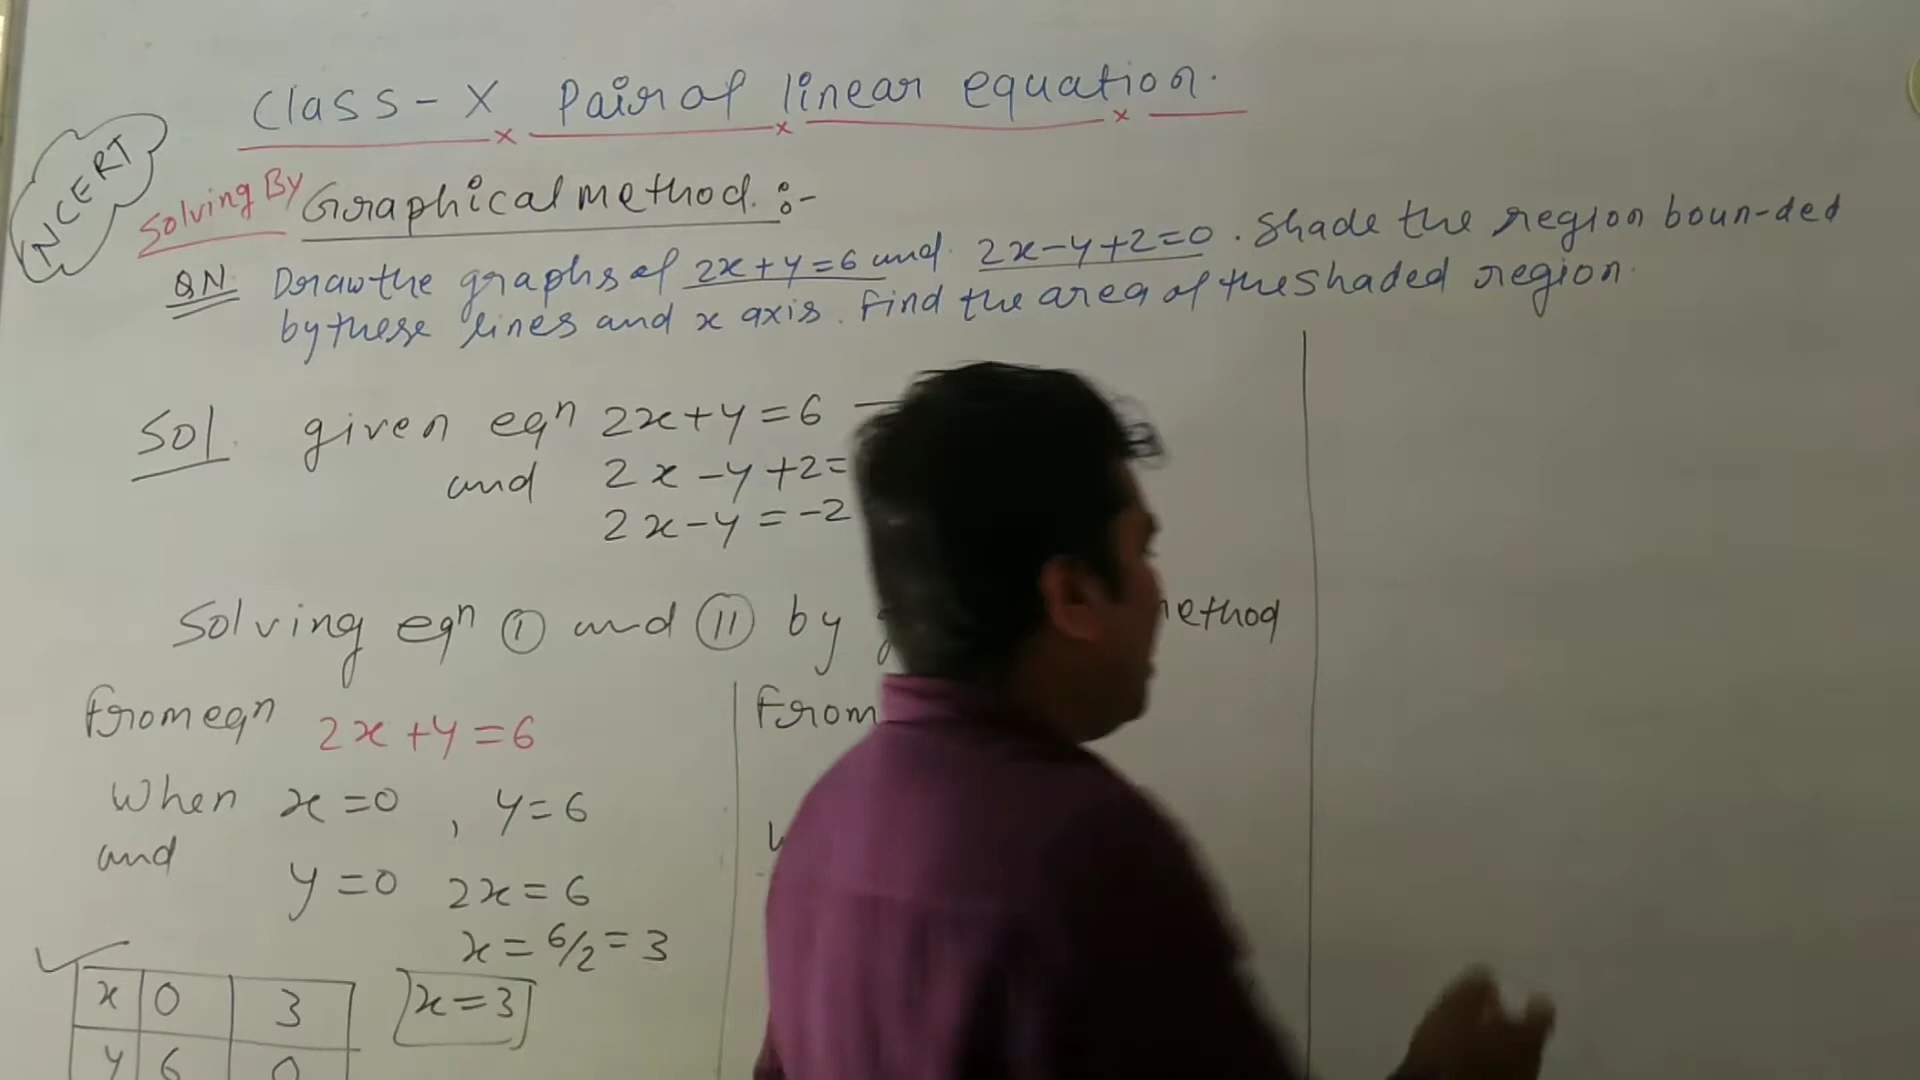 Class - X Pair of linear equation.
NCERT
Solving By Graphical method :-
QN. Draw the graphs of 2x+y=6 and 2x-y+2=0. Shade the region boun-ded
by these lines and x axis. Find the area of the shaded region.
Sol. given eqn 2x+y=6
and 2x-y+2=
2x-y=-2
Solving eqn I and II by method
From eqn 2x+y=6
When x=0, y=6
and
y=0 2x=6
x=6/2=3
x=3
x 0 3
y 6 0
From